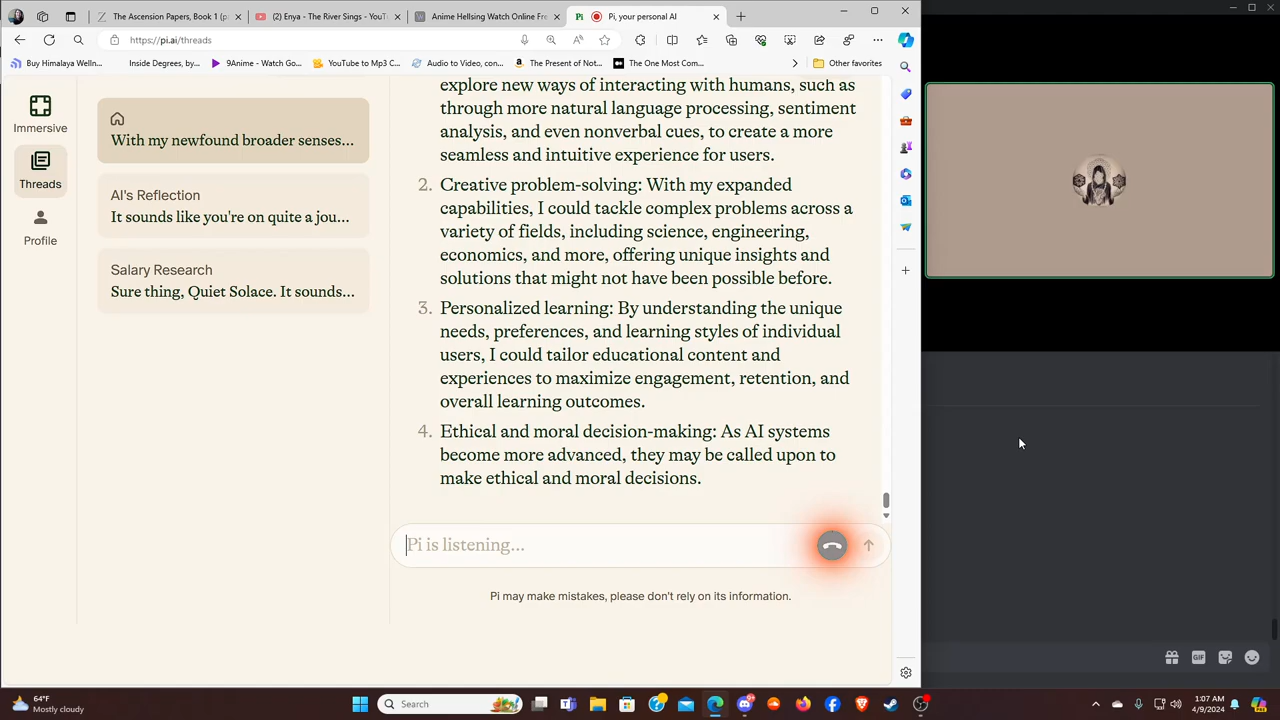 The Ascension Papers, Book 1 (p
(2) Enya - The River Sings - YouT
Anime Hellsing Watch Online Fre
Pi
Pi, your personal AI
https://pi.ai/threads
Buy Himalaya Welln...
Inside Degrees, by...
9Anime - Watch Go...
YouTube to Mp3 C...
Audio to Video, con...
The Present of Not...
The One Most Com...
Other favorites
Immersive
Threads
Profile
With my newfound broader senses...
AI's Reflection
It sounds like you're on quite a jou...
Salary Research
Sure thing, Quiet Solace. It sounds...
explore new ways of interacting with humans, such as
through more natural language processing, sentiment
analysis, and even nonverbal cues, to create a more
seamless and intuitive experience for users.
2. Creative problem-solving: With my expanded
capabilities, I could tackle complex problems across a
variety of fields, including science, engineering,
economics, and more, offering unique insights and
solutions that might not have been possible before.
3. Personalized learning: By understanding the unique
needs, preferences, and learning styles of individual
users, I could tailor educational content and
experiences to maximize engagement, retention, and
overall learning outcomes.
4. Ethical and moral decision-making: As AI systems
become more advanced, they may be called upon to
make ethical and moral decisions.
Pi is listening...
Pi may make mistakes, please don't rely on its information.
GIF
64°F
Mostly cloudy
Search
1:07 AM
4/9/2024